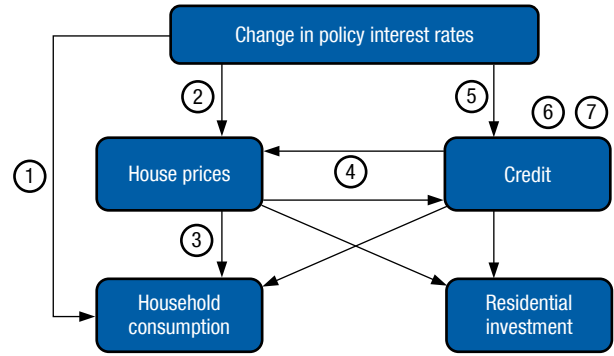 Change in policy interest rates
2
5
6 7
1
House prices
4
Credit
3
Household
consumption
Residential
investment